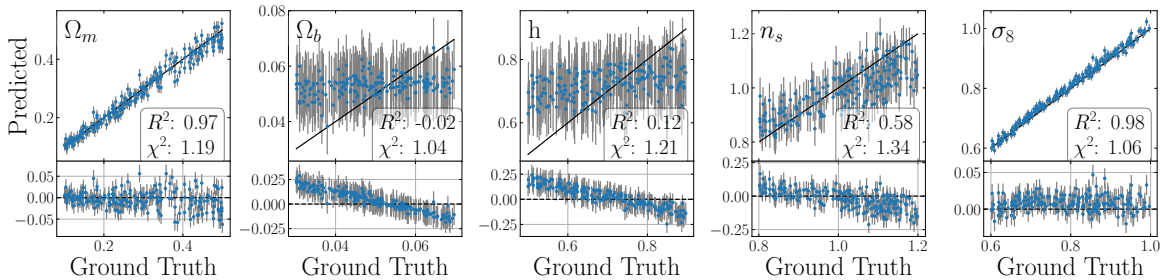 Predicted
Ω_m
0.4
0.2
R²: 0.97
χ²: 1.19
0.05
0.00
−0.05
0.2 0.4
Ground Truth
Ω_b
0.08
0.06
0.04
R²: -0.02
χ²: 1.04
0.025
0.000
−0.025
0.04 0.06
Ground Truth
h
0.8
0.6
R²: 0.12
χ²: 1.21
0.25
0.00
−0.25
0.6 0.8
Ground Truth
n_s
1.2
1.0
0.8
R²: 0.58
χ²: 1.34
0.25
0.00
−0.25
0.8 1.0 1.2
Ground Truth
σ_8
1.0
0.8
0.6
R²: 0.98
χ²: 1.06
0.05
0.00
0.6 0.8 1.0
Ground Truth